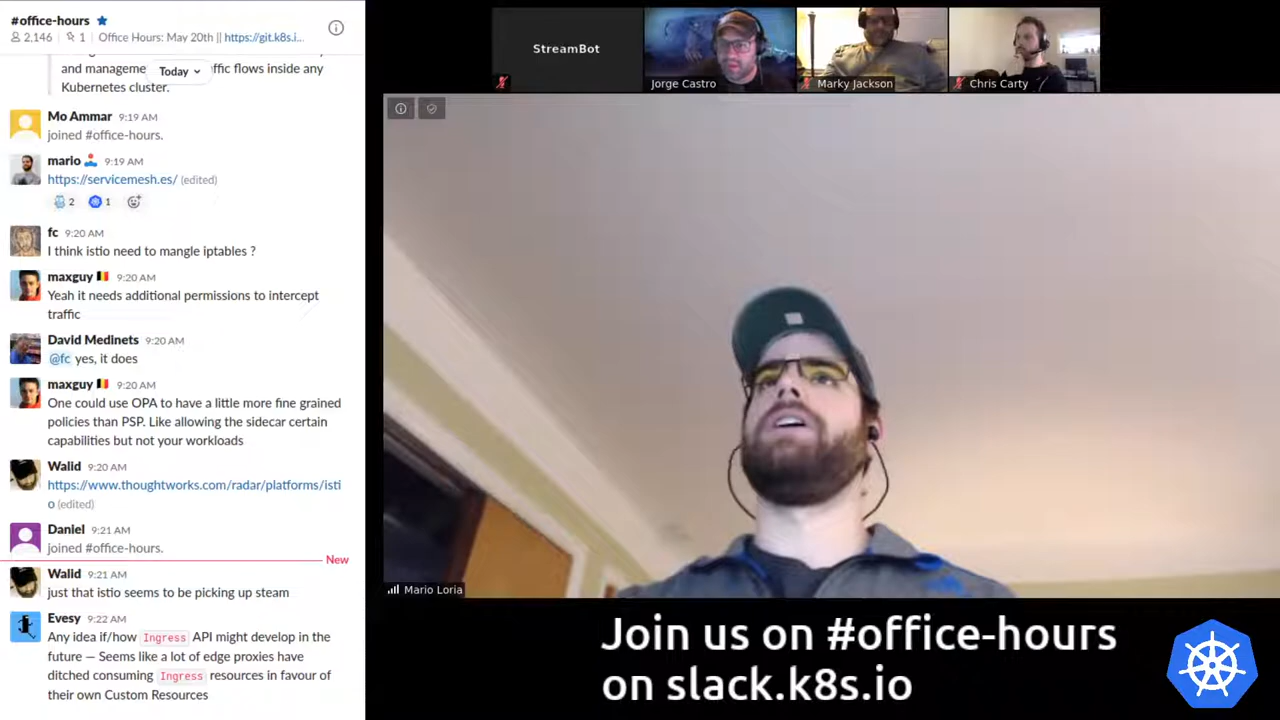 #office-hours
2,146 | 1 | Office Hours: May 20th || https://git.k8s.i...
and manageme
ffic flows inside any
Today
Kubernetes cluster.
Mo Ammar 9:19 AM
joined #office-hours.
mario 9:19 AM
https://servicemesh.es/ (edited)
2 1
fc 9:20 AM
I think istio need to mangle iptables ?
maxguy 9:20 AM
Yeah it needs additional permissions to intercept
traffic
David Medinets 9:20 AM
@fc yes, it does
maxguy 9:20 AM
One could use OPA to have a little more fine grained
policies than PSP. Like allowing the sidecar certain
capabilities but not your workloads
Walid 9:20 AM
https://www.thoughtworks.com/radar/platforms/isti
o (edited)
Daniel 9:21 AM
joined #office-hours.
New
Walid 9:21 AM
just that istio seems to be picking up steam
Evesy 9:22 AM
Any idea if/how Ingress API might develop in the
future — Seems like a lot of edge proxies have
ditched consuming Ingress resources in favour of
their own Custom Resources
StreamBot
Jorge Castro
Marky Jackson
Chris Carty
Mario Loria
Join us on #office-hours
on slack.k8s.io